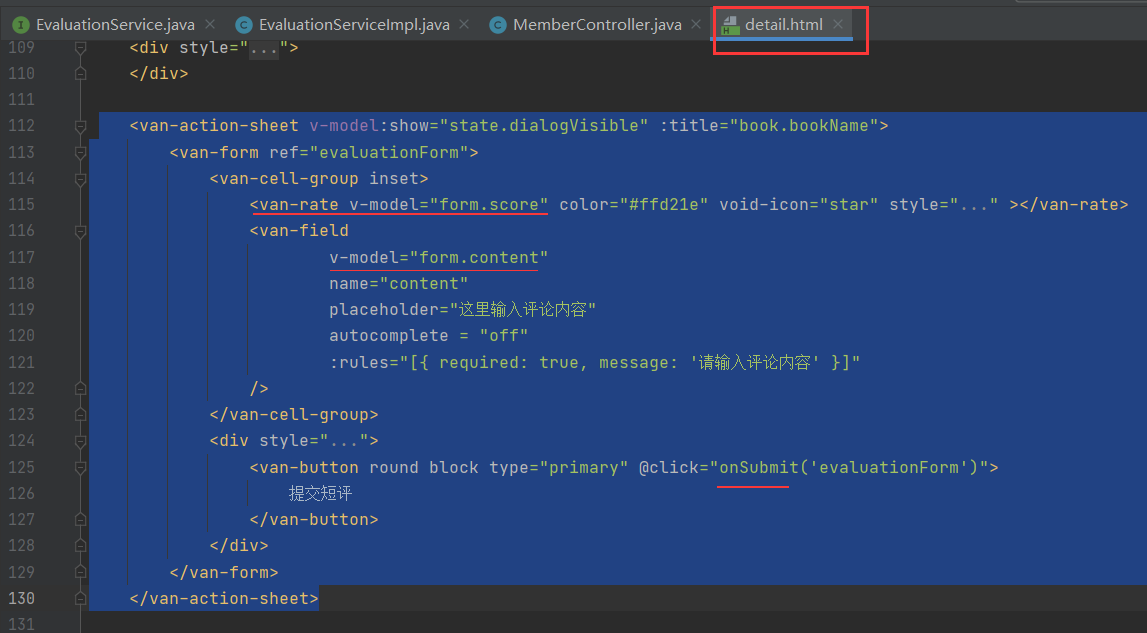 EvaluationService.java × EvaluationServiceImpl.java × MemberController.java × detail.html ×
109 <div style="...">
110 </div>
111
112 <van-action-sheet v-model:show="state.dialogVisible" :title="book.bookName">
113 <van-form ref="evaluationForm">
114 <van-cell-group inset>
115 <van-rate v-model="form.score" color="#ffd21e" void-icon="star" style="..." ></van-rate>
116 <van-field
117 v-model="form.content"
118 name="content"
119 placeholder="这里输入评论内容"
120 autocomplete = "off"
121 :rules="[{ required: true, message: '请输入评论内容' }]"
122 />
123 </van-cell-group>
124 <div style="...">
125 <van-button round block type="primary" @click="onSubmit('evaluationForm')">
126 提交短评
127 </van-button>
128 </div>
129 </van-form>
130 </van-action-sheet>
131